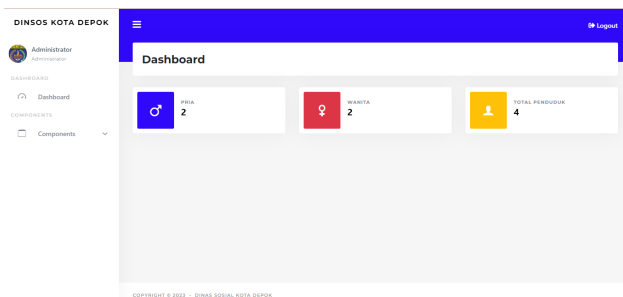 DINSOS KOTA DEPOK
Logout
Administrator
Administrator
Dashboard
DASHBOARD
Dashboard
PRIA
2
WANITA
2
TOTAL PENDUDUK
4
COMPONENTS
Components
COPYRIGHT © 2023 • DINAS SOSIAL KOTA DEPOK